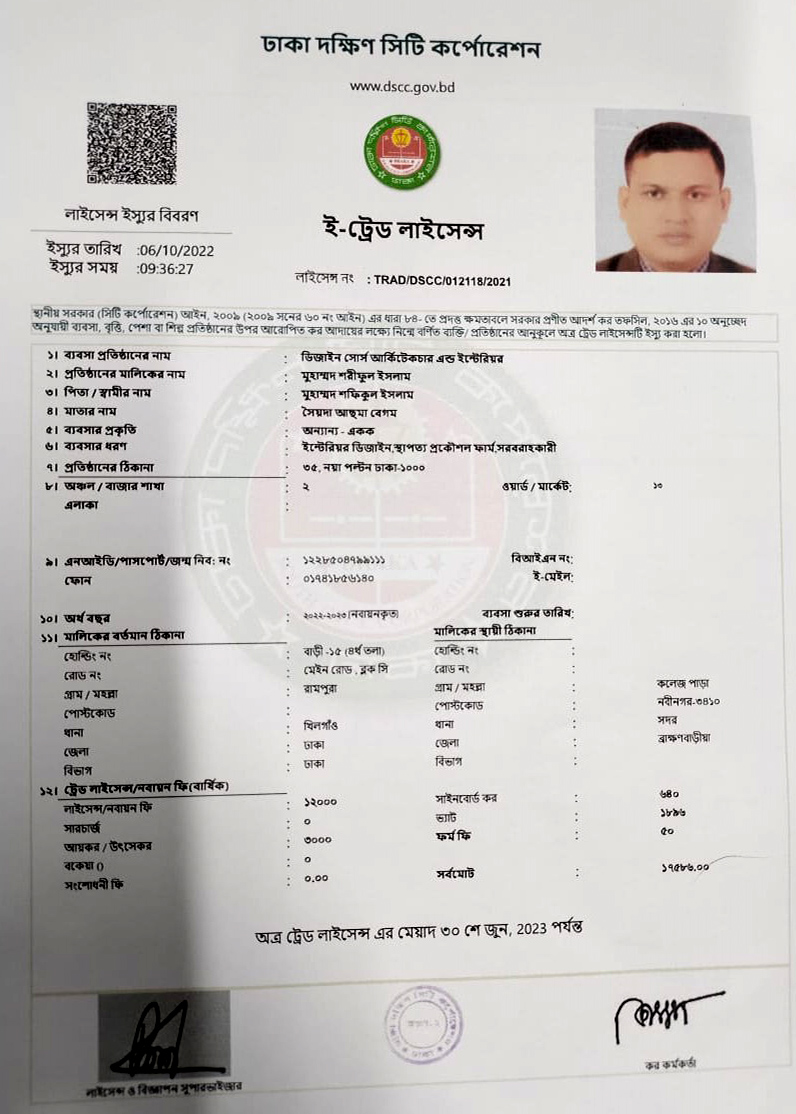 ঢাকা দক্ষিণ সিটি কর্পোরেশন
www.dscc.gov.bd
লাইসেন্স ইস্যুর বিবরণ
ইস্যুর তারিখ :06/10/2022
ইস্যুর সময় :09:36:27
ই-ট্রেড লাইসেন্স
লাইসেন্স নং : TRAD/DSCC/012118/2021
স্থানীয় সরকার (সিটি কর্পোরেশন) আইন, ২০০৯ (২০০৯ সনের ৬০ নং আইন) এর ধারা ৮৪- তে প্রদত্ত ক্ষমতাবলে সরকার প্রণীত আদর্শ কর তফসিল, ২০১৬ এর ১০ অনুচ্ছেদ
অনুযায়ী ব্যবসা, বৃত্তি, পেশা বা শিল্প প্রতিষ্ঠানের উপর আরোপিত কর আদায়ের লক্ষ্যে নিম্নে বর্ণিত ব্যক্তি/ প্রতিষ্ঠানের অনুকূলে অত্র ট্রেড লাইসেন্সটি ইস্যু করা হলো।
১। ব্যবসা প্রতিষ্ঠানের নাম : ডিজাইন সোর্স আর্কিটেকচার এন্ড ইন্টেরিয়র
২। প্রতিষ্ঠানের মালিকের নাম : মুহাম্মদ শরীফুল ইসলাম
৩। পিতা / স্বামীর নাম : মুহাম্মদ শফিকুল ইসলাম
৪। মাতার নাম : সৈয়দা আছমা বেগম
৫। ব্যবসার প্রকৃতি : অন্যান্য - একক
৬। ব্যবসার ধরণ : ইন্টেরিয়র ডিজাইন,স্থাপত্য প্রকৌশল ফার্ম,সরবরাহকারী
৭। প্রতিষ্ঠানের ঠিকানা : ৩৫, নয়া পল্টন ঢাকা-১০০০
৮। অঞ্চল / বাজার শাখা : ২ ওয়ার্ড / মার্কেট: ১৩
এলাকা :
৯। এনআইডি/পাসপোর্ট/জন্ম নিব: নং : ১২২৮৫০৪৭৯৯১১১ বিআইএন নং:
ফোন : ০১৭৪১৮৫৬১৪০ ই-মেইল:
১০। অর্থ বছর : ২০২২-২০২৩(নবায়নকৃত) ব্যবসা শুরুর তারিখ:
১১। মালিকের বর্তমান ঠিকানা মালিকের স্থায়ী ঠিকানা
হোল্ডিং নং : বাড়ী -১৫ (৪র্থ তলা) হোল্ডিং নং :
রোড নং : মেইন রোড , ব্লক সি রোড নং :
গ্রাম / মহল্লা : রামপুরা গ্রাম / মহল্লা : কলেজ পাড়া
পোস্টকোড : পোস্টকোড : নবীনগর-৩৪১০
থানা : খিলগাঁও থানা : সদর
জেলা : ঢাকা জেলা : ব্রাক্ষণবাড়ীয়া
বিভাগ : ঢাকা বিভাগ :
১২। ট্রেড লাইসেন্স/নবায়ন ফি(বার্ষিক)
লাইসেন্স/নবায়ন ফি : ১২০০০ সাইনবোর্ড কর : ৬৪০
সারচার্জ : ০ ভ্যাট : ১৮৯৬
আয়কর / উৎসেকর : ৩০০০ ফর্ম ফি : ৫০
বকেয়া () : ০
সংশোধনী ফি : ০.০০ সর্বমোট : ১৭৫৮৬.০০
অত্র ট্রেড লাইসেন্স এর মেয়াদ ৩০ শে জুন, 2023 পর্যন্ত
লাইসেন্স ও বিজ্ঞাপন সুপারভাইজার
কর কর্মকর্তা